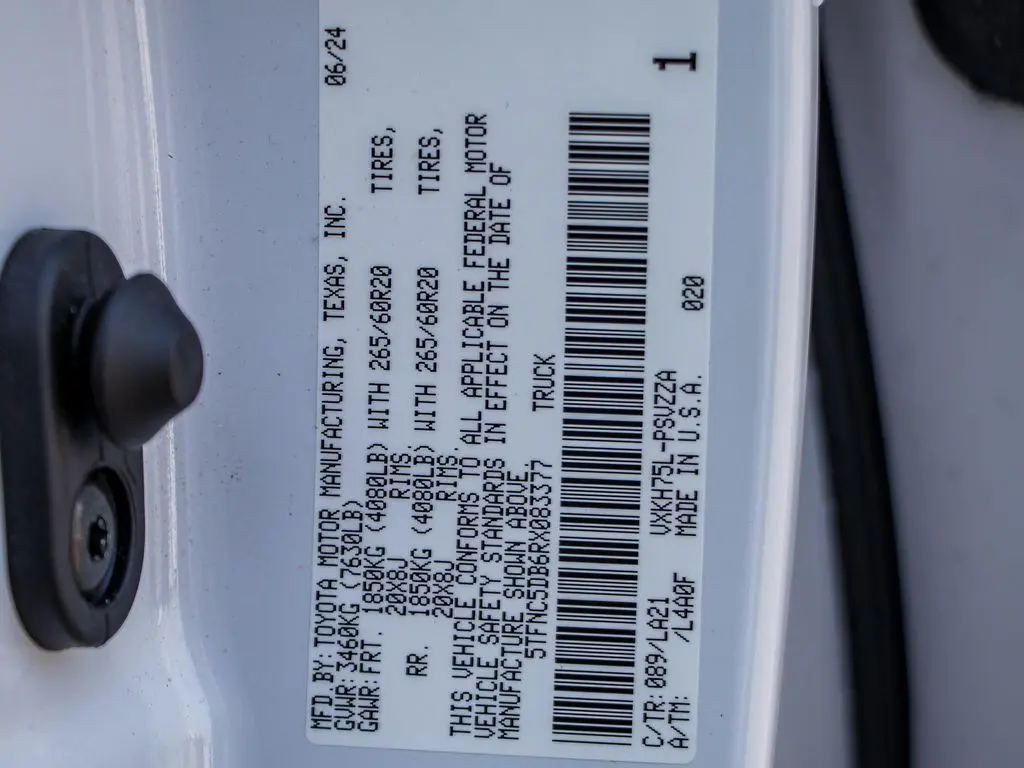 MFD.BY:TOYOTA MOTOR MANUFACTURING, TEXAS, INC. 06/24
GVWR:3460KG (7630LB)
GAWR:FRT. 1850KG (4080LB) WITH 265/60R20 TIRES,
20X8J RIMS,
RR. 1850KG (4080LB) WITH 265/60R20 TIRES,
20X8J RIMS.
THIS VEHICLE CONFORMS TO ALL APPLICABLE FEDERAL MOTOR
VEHICLE SAFETY STANDARDS IN EFFECT ON THE DATE OF
MANUFACTURE SHOWN ABOVE.
5TFNC5DB6RX083377 TRUCK
1
C/TR:089/LA21 VXKH75L-PSVZZA
A/TM: /L4A0F MADE IN U.S.A. 020